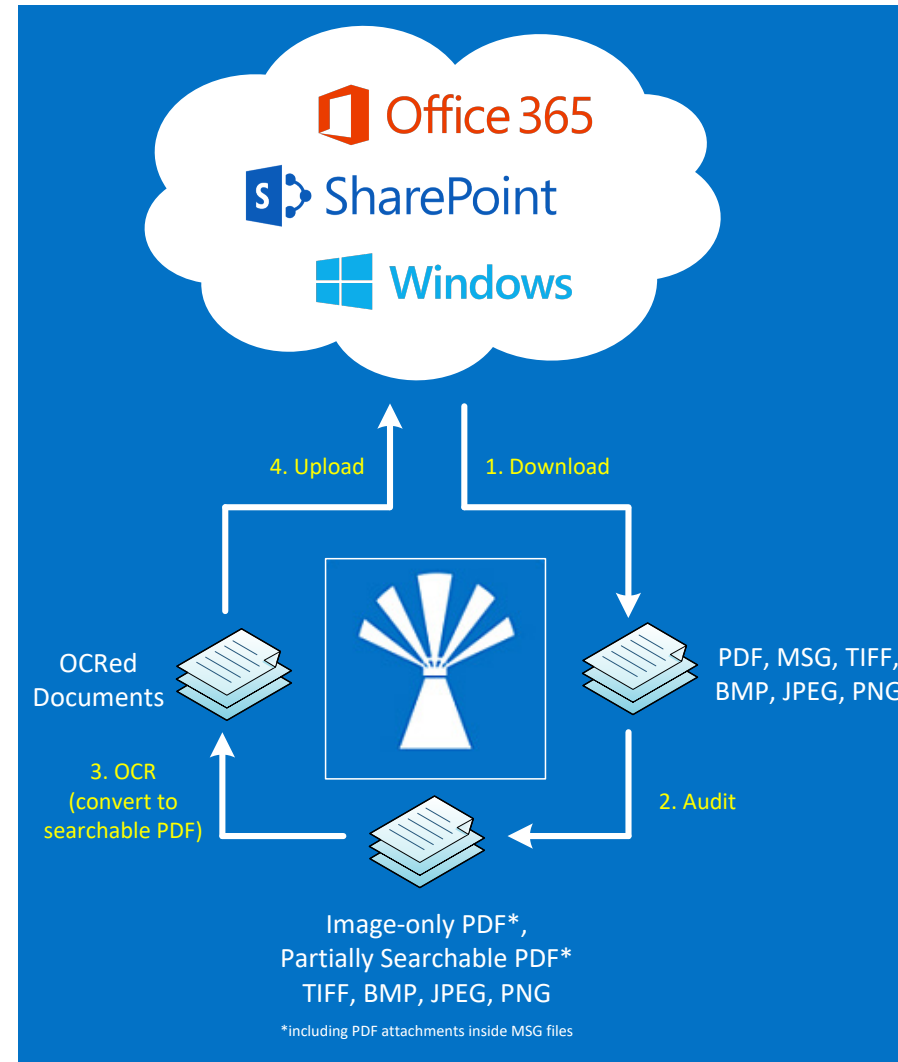 Office 365
S SharePoint
Windows
4. Upload
1. Download
OCRed
Documents
PDF, MSG, TIFF,
BMP, JPEG, PNG
3. OCR
(convert to
searchable PDF)
2. Audit
Image-only PDF*,
Partially Searchable PDF*
TIFF, BMP, JPEG, PNG
*including PDF attachments inside MSG files